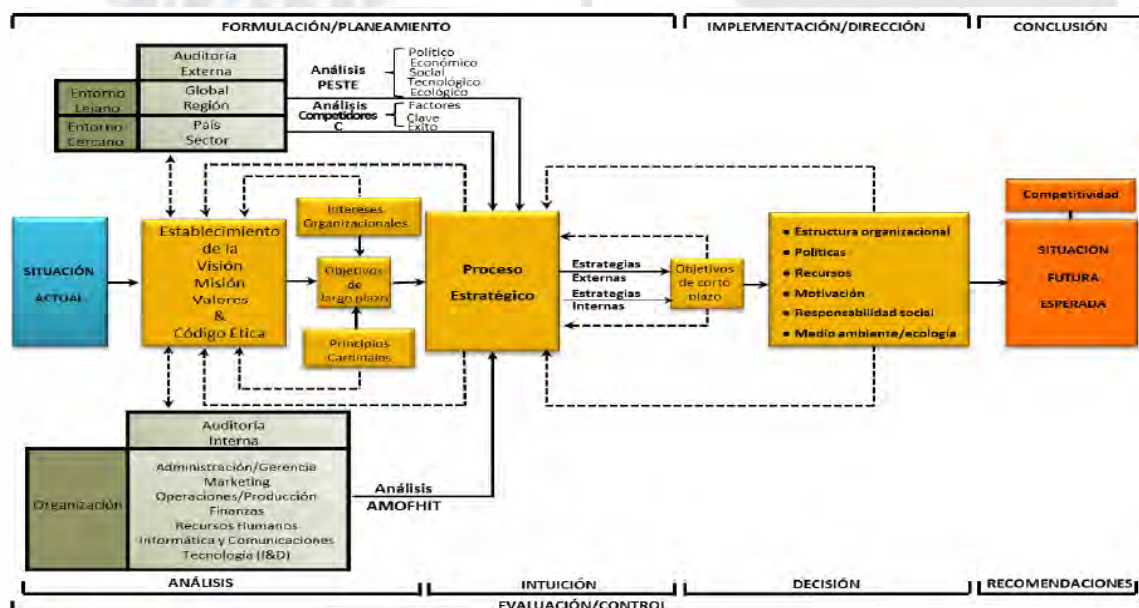 FORMULACIÓN/PLANEAMIENTO
IMPLEMENTACIÓN/DIRECCIÓN
CONCLUSIÓN
Auditoría
Externa
Entorno
Lejano
Global
Región
Entorno
Cercano
País
Sector
Análisis
PESTE
Político
Económico
Social
Tecnológico
Ecológico
Análisis
Competidores
C
Factores
Clave
Exito
SITUACIÓN
ACTUAL
Establecimiento
de la
Visión
Misión
Valores
&
Código Etica
Intereses
Organizacionales
Objetivos
de
largo plazo
Principios
Cardinales
Proceso
Estratégico
Estrategias
Externas
Estrategias
Internas
Objetivos
de corto
plazo
• Estructura organizacional
• Políticas
• Recursos
• Motivación
• Responsabilidad social
• Medio ambiente/ecología
Competitividad
SITUACION
FUTURA
ESPERADA
Auditoría
Interna
Organización
Administración/Gerencia
Marketing
Operaciones/Producción
Finanzas
Recursos Humanos
Informática y Comunicaciones
Tecnología (I&D)
Análisis
AMOFHIT
ANÁLISIS
INTUICIÓN
DECISIÓN
RECOMENDACIONES
EVALUACIÓN/CONTROL